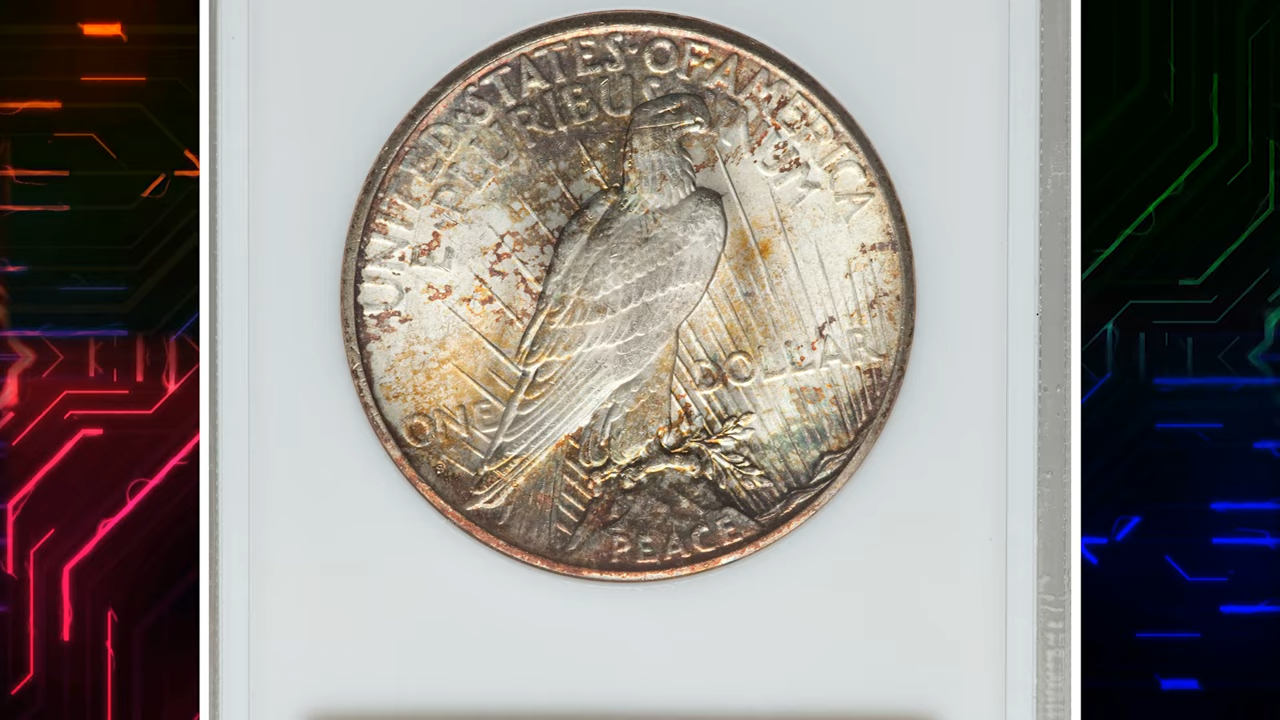 UNITED·STATES·OF·AMERICA
E PLURIBUS UNUM
ONE DOLLAR
PEACE